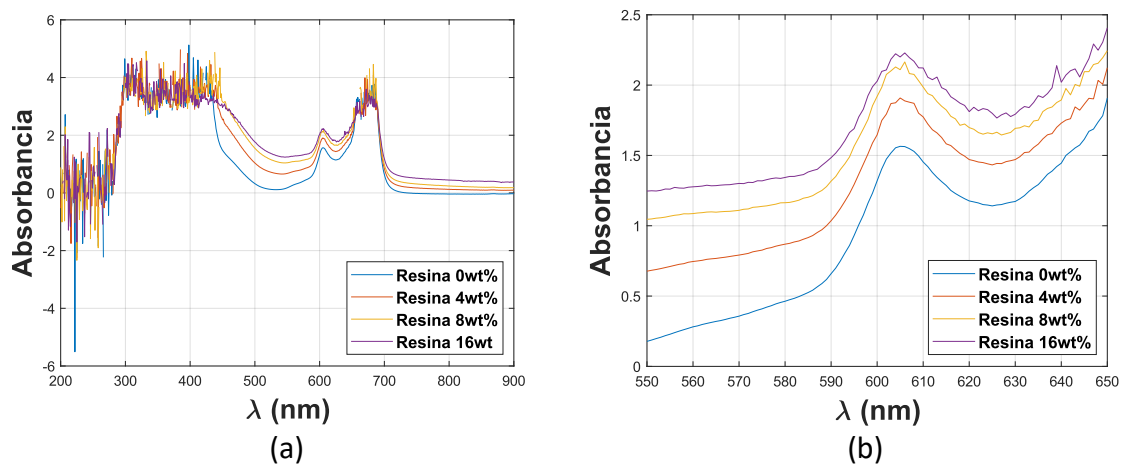 6
4
2
0
-2
-4
-6
200 300 400 500 600 700 800 900
Absorbancia
λ (nm)
Resina 0wt%
Resina 4wt%
Resina 8wt%
Resina 16wt
(a)
2.5
2
1.5
1
0.5
0
550 560 570 580 590 600 610 620 630 640 650
Absorbancia
λ (nm)
Resina 0wt%
Resina 4wt%
Resina 8wt%
Resina 16wt%
(b)